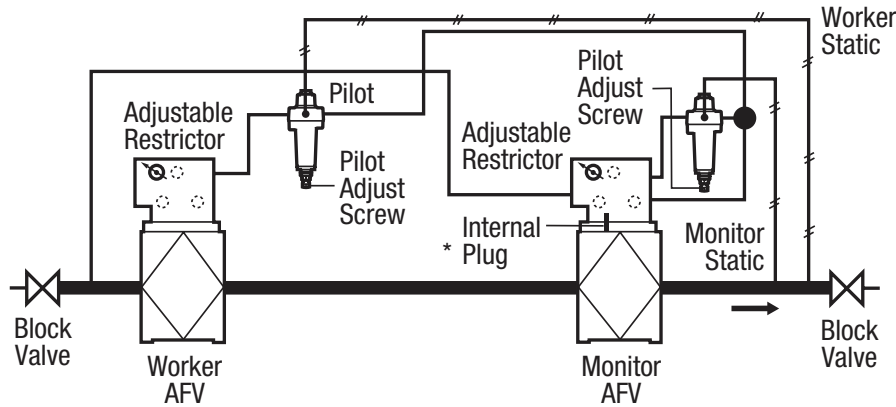 Worker
Static
Pilot
Adjust
Screw
Pilot
Adjustable
Restrictor
Adjustable
Restrictor
Pilot
Adjust
Screw
Internal
* Plug
Monitor
Static
Block
Valve
Worker
AFV
Monitor
AFV
Block
Valve